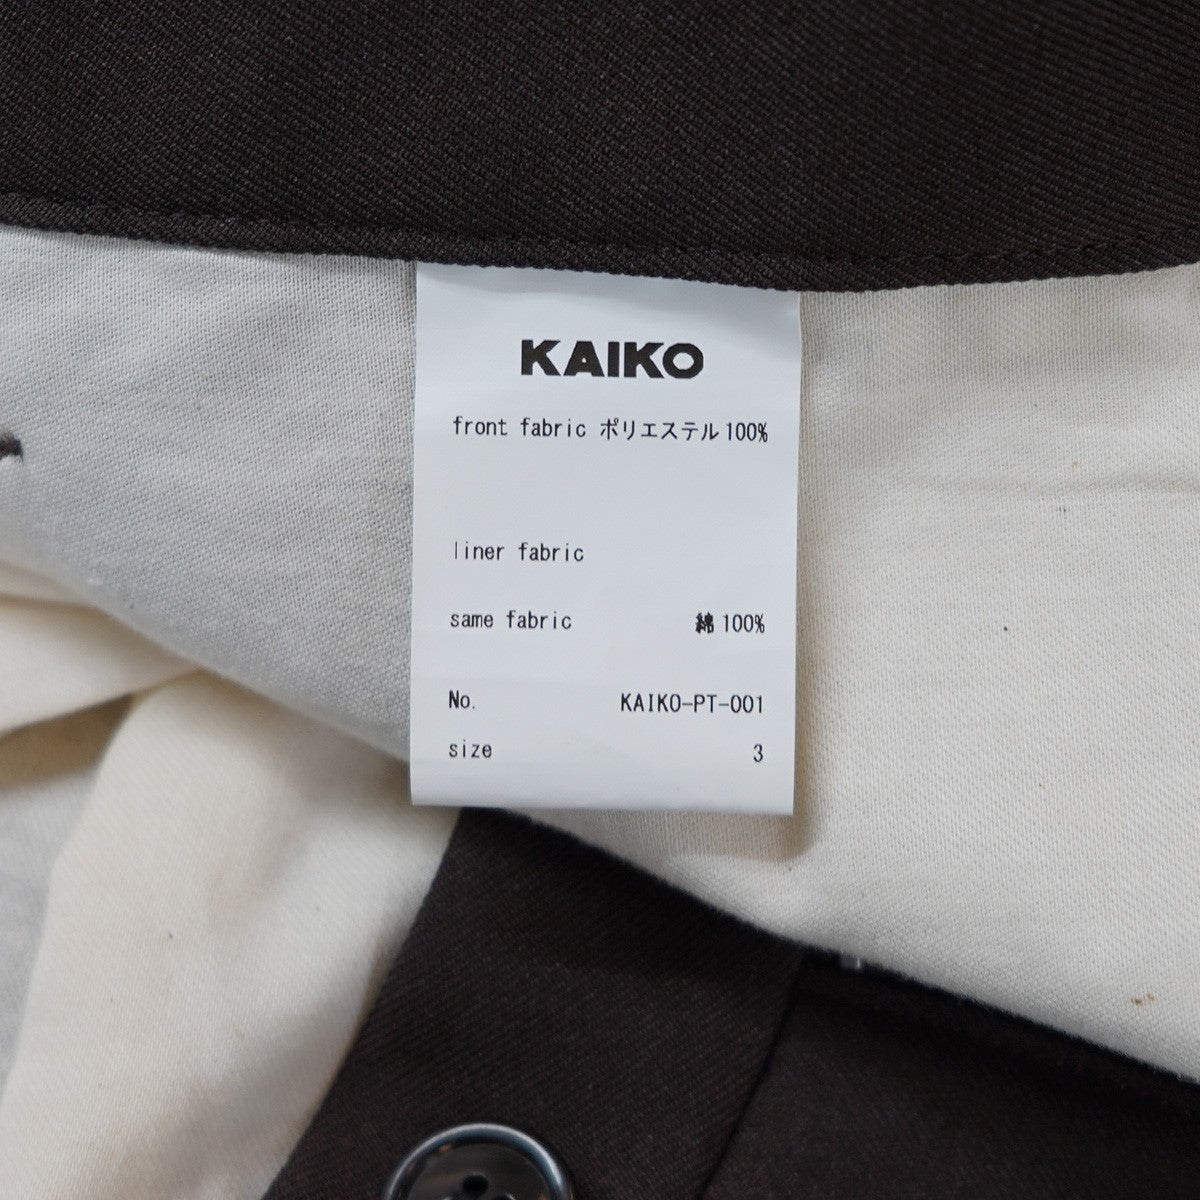 KAIKO
front fabric ポリエステル100%
liner fabric
same fabric 綿100%
No. KAIKO-PT-001
size 3